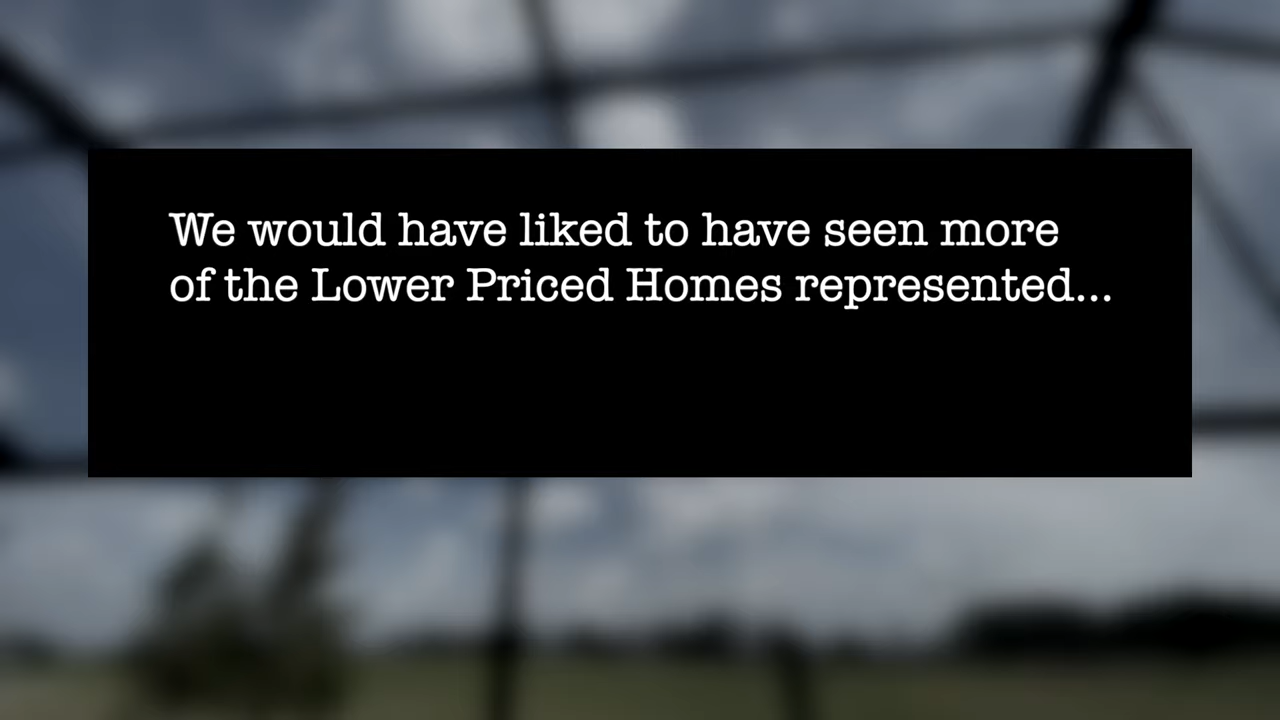 We would have liked to have seen more
of the Lower Priced Homes represented...